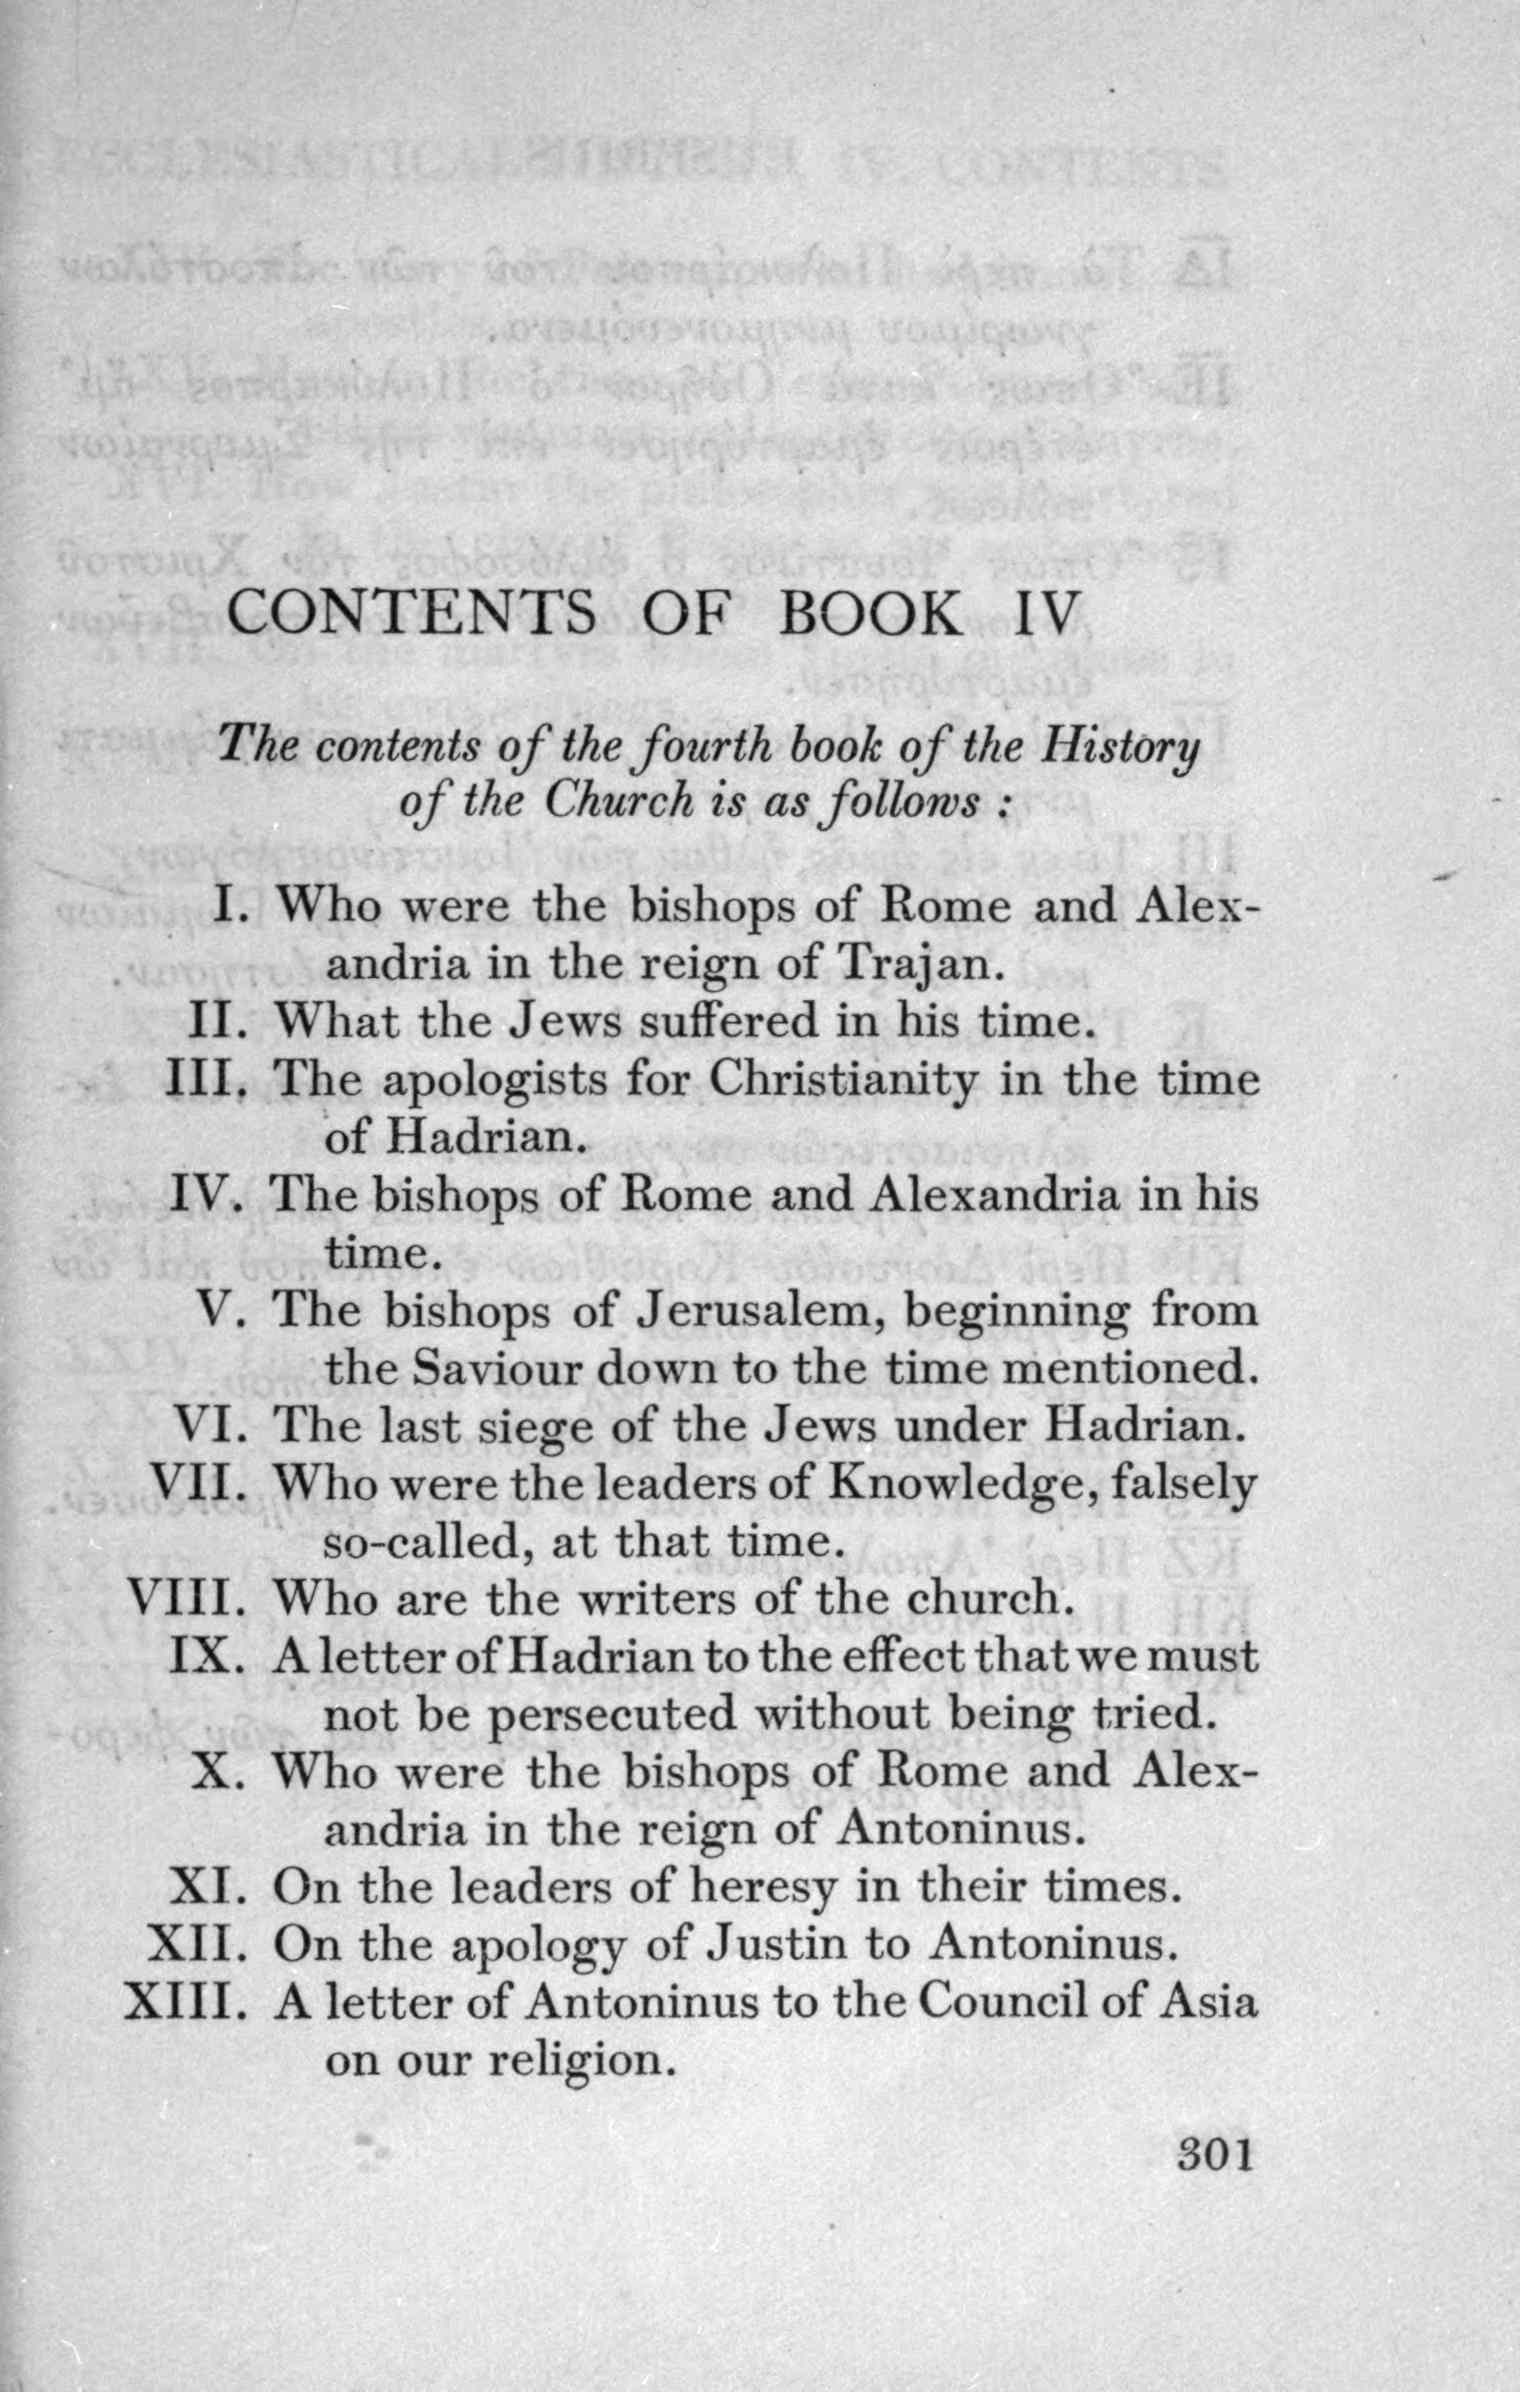 CONTENTS OF BOOK IV
The contents of the fourth book of the History
of the Church is as follows :
I. Who were the bishops of Rome and Alex-
andria in the reign of Trajan.
II. What the Jews suffered in his time.
III. The apologists for Christianity in the time
of Hadrian.
IV. The bishops of Rome and Alexandria in his
time.
V. The bishops of Jerusalem, beginning from
the Saviour down to the time mentioned.
VI. The last siege of the Jews under Hadrian.
VII. Who were the leaders of Knowledge, falsely
so-called, at that time.
VIII. Who are the writers of the church.
IX. A letter of Hadrian to the effect that we must
not be persecuted without being tried.
X. Who were the bishops of Rome and Alex-
andria in the reign of Antoninus.
XI. On the leaders of heresy in their times.
XII. On the apology of Justin to Antoninus.
XIII. A letter of Antoninus to the Council of Asia
on our religion.
301